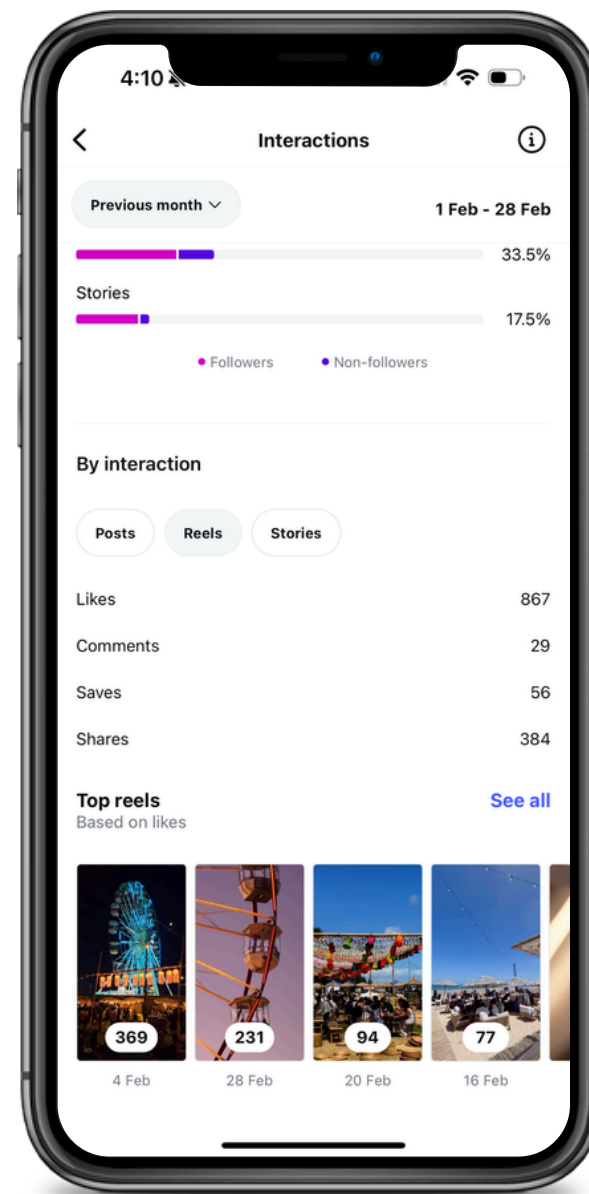 4:10
Interactions
Previous month
1 Feb - 28 Feb
33.5%
Stories
17.5%
Followers
Non-followers
By interaction
Posts
Reels
Stories
Likes 867
Comments 29
Saves 56
Shares 384
Top reels
See all
Based on likes
369
231
94
77
4 Feb
28 Feb
20 Feb
16 Feb